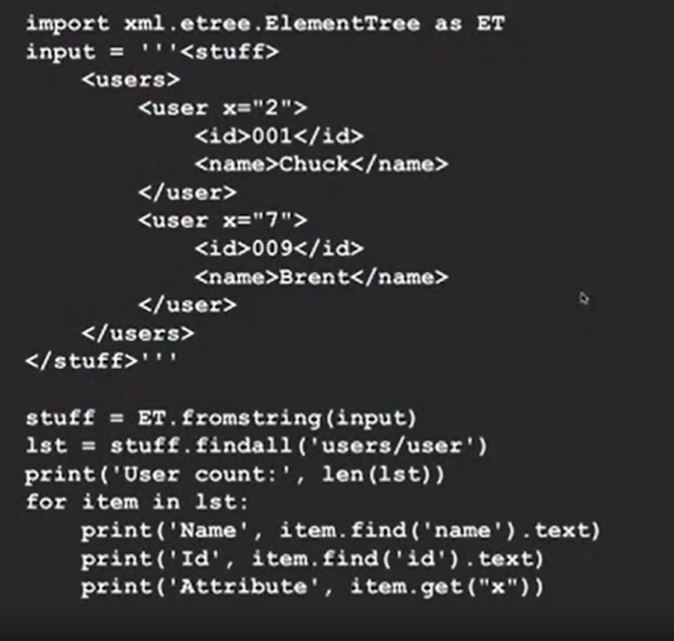 import xml.etree.ElementTree as ET
input = '''<stuff>
    <users>
        <user x="2">
            <id>001</id>
            <name>Chuck</name>
        </user>
        <user x="7">
            <id>009</id>
            <name>Brent</name>
        </user>
    </users>
</stuff>'''

stuff = ET.fromstring(input)
lst = stuff.findall('users/user')
print('User count:', len(lst))
for item in lst:
    print('Name', item.find('name').text)
    print('Id', item.find('id').text)
    print('Attribute', item.get("x"))